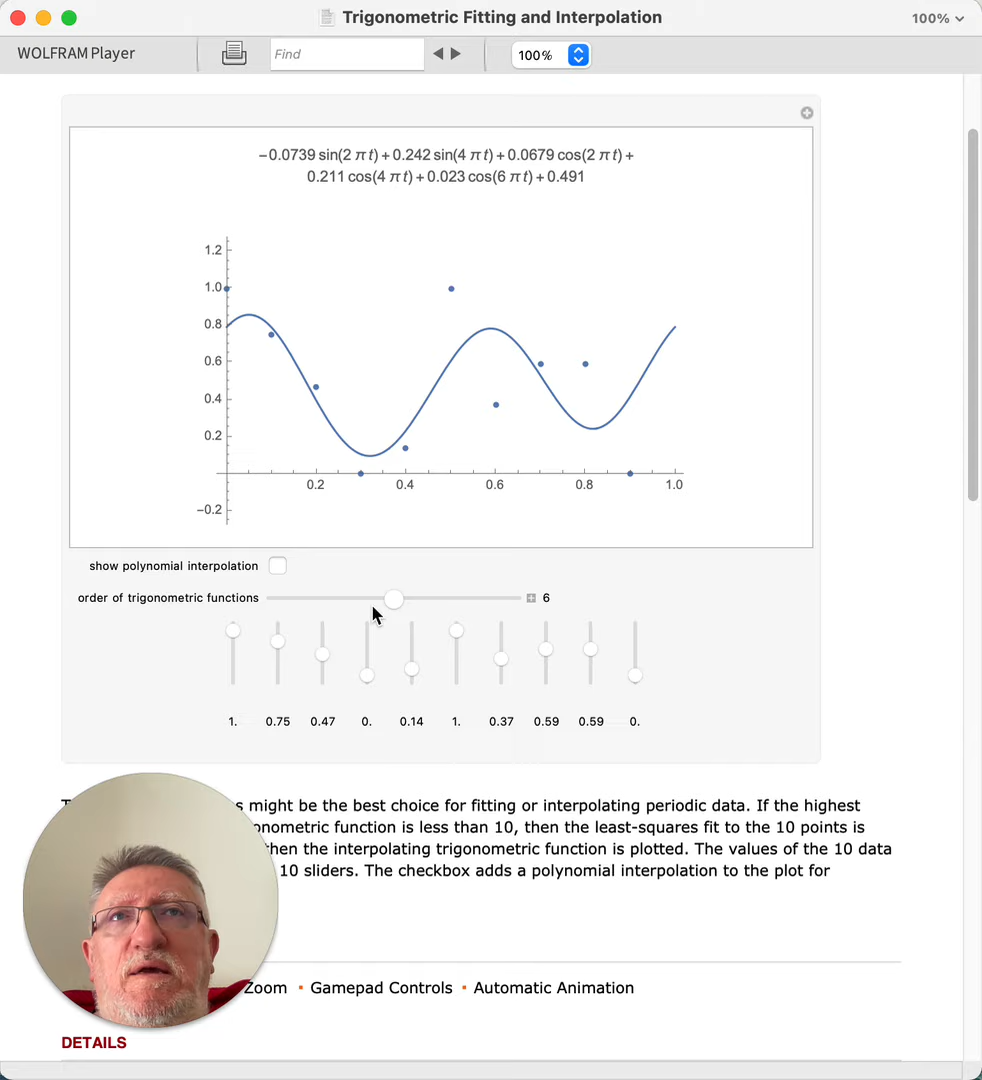 Trigonometric Fitting and Interpolation
100%
WOLFRAM Player
Find
100%
−0.0739 sin(2 π t) + 0.242 sin(4 π t) + 0.0679 cos(2 π t) +
0.211 cos(4 π t) + 0.023 cos(6 π t) + 0.491
1.2
1.0
0.8
0.6
0.4
0.2
−0.2
0.2 0.4 0.6 0.8 1.0
show polynomial interpolation
order of trigonometric functions 6
1. 0.75 0.47 0. 0.14 1. 0.37 0.59 0.59 0.
might be the best choice for fitting or interpolating periodic data. If the highest
function is less than 10, then the least-squares fit to the 10 points is
then the interpolating trigonometric function is plotted. The values of the 10 data
10 sliders. The checkbox adds a polynomial interpolation to the plot for
Zoom ▪ Gamepad Controls ▪ Automatic Animation
DETAILS